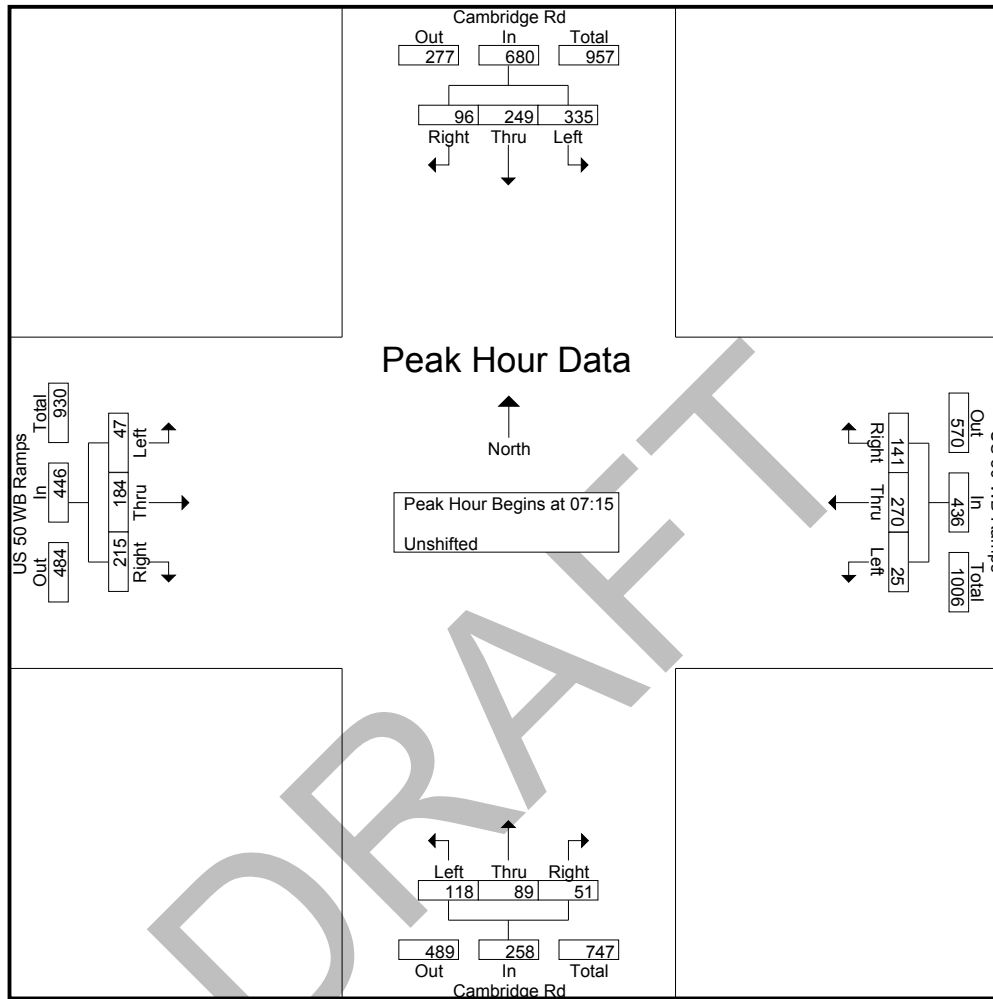 Cambridge Rd
Out In Total
277 680 957
96 249 335
Right Thru Left
Peak Hour Data
North
Peak Hour Begins at 07:15
Unshifted
US 50 WB Ramps
Total In Out
930 446 484
47 184 215
Left Thru Right
Right Thru Left
141 270 25
570 436 1006
Out In Total
Left Thru Right
118 89 51
489 258 747
Out In Total
Cambridge Rd
DRAFT